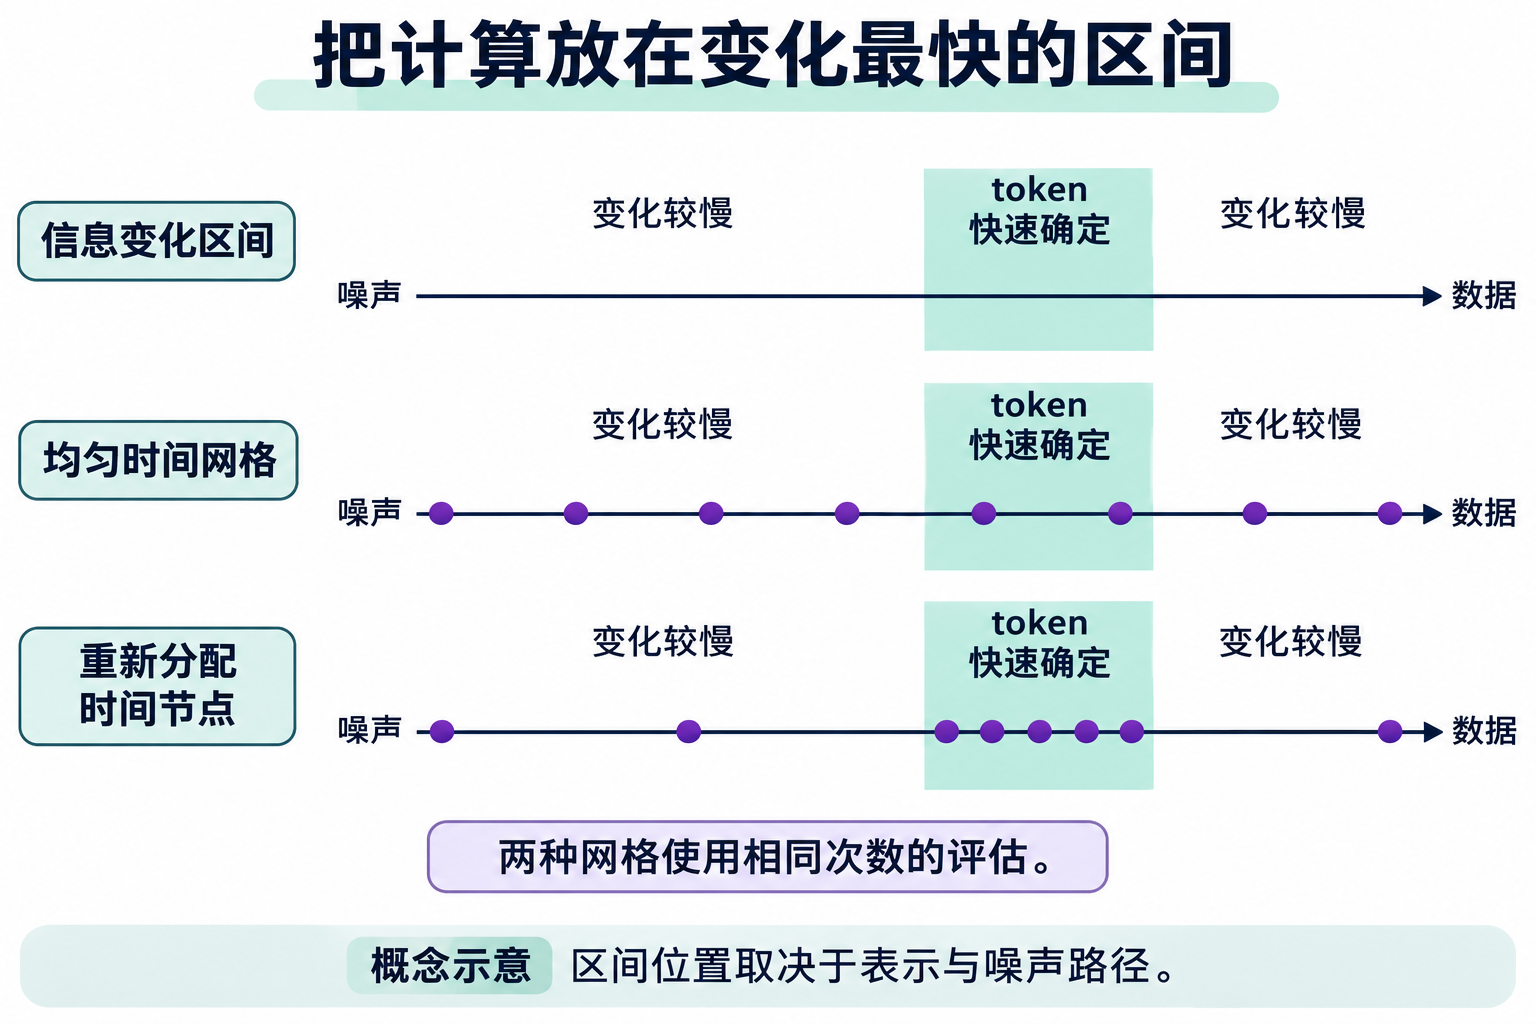 把计算放在变化最快的区间
信息变化区间
变化较慢
token
快速确定
变化较慢
噪声
数据
均匀时间网格
变化较慢
token
快速确定
变化较慢
噪声
数据
重新分配
时间节点
变化较慢
token
快速确定
变化较慢
噪声
数据
两种网格使用相同次数的评估。
概念示意 区间位置取决于表示与噪声路径。